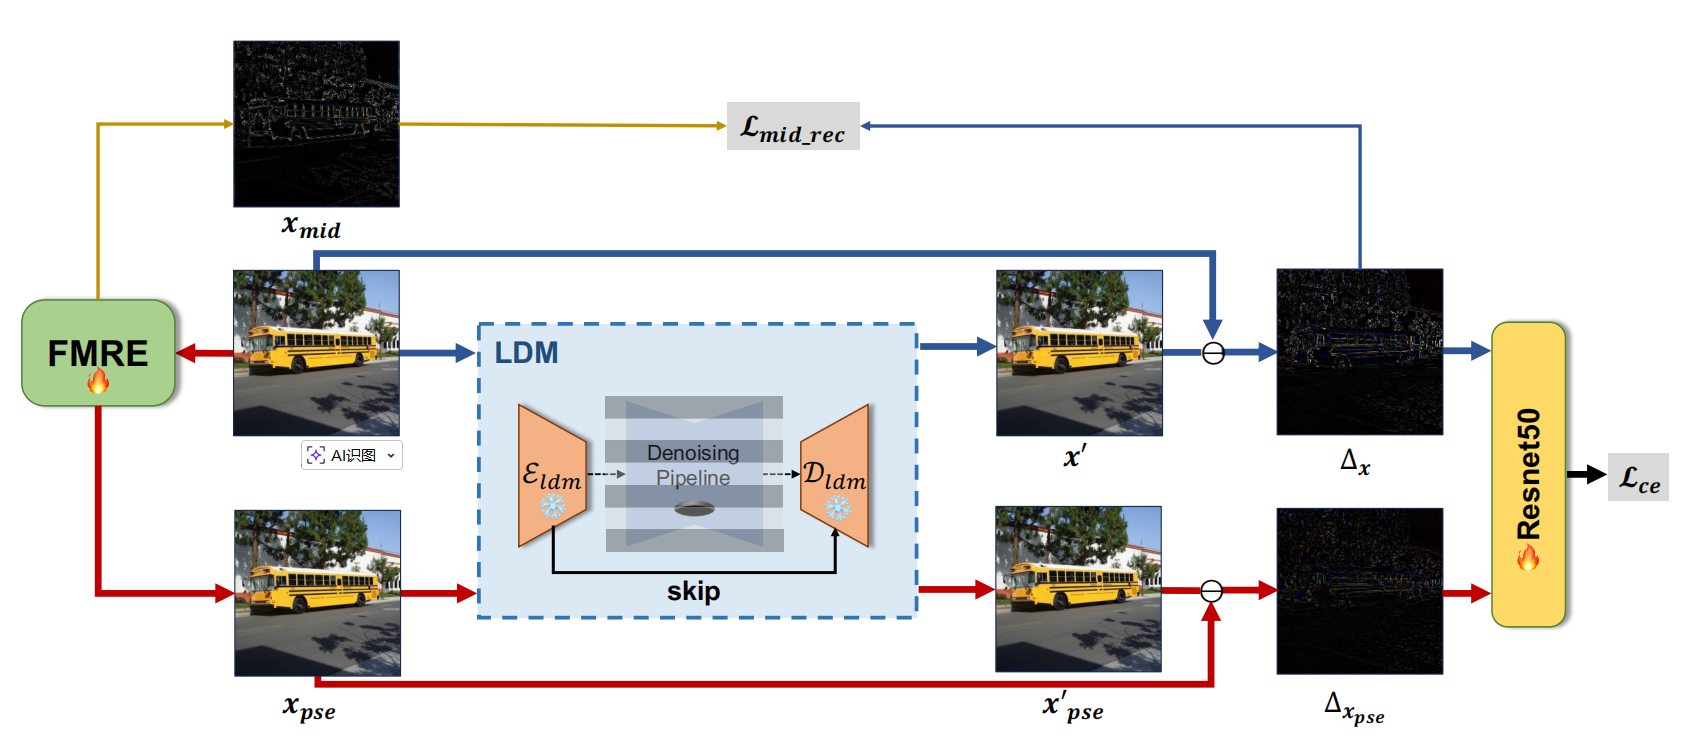 𝓛mid_rec
xmid
FMRE
LDM
x′
Δx
AI识图
Denoising
Pipeline
ℰldm
𝒟ldm
skip
Resnet50
𝓛ce
xpse
x′pse
Δxpse